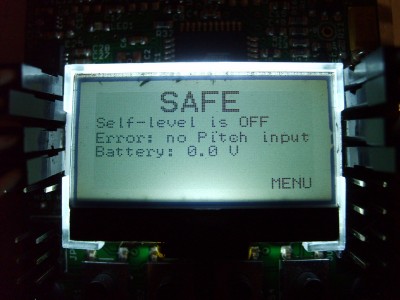 SAFE
Self-level is OFF
Error: no Pitch input
Battery: 0.0 V
MENU